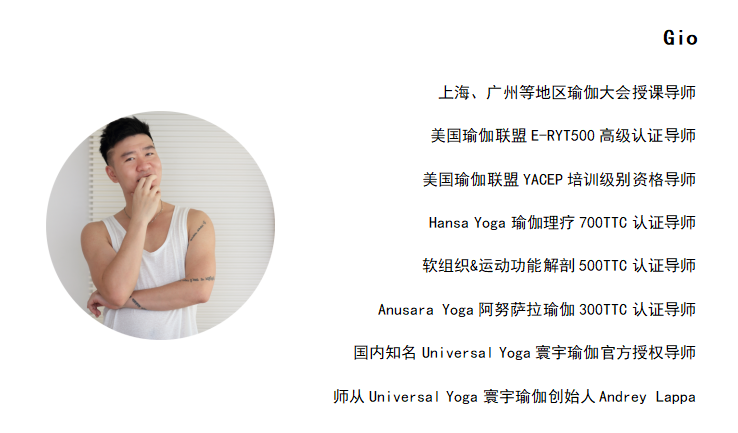 Gio
上海、广州等地区瑜伽大会授课导师
美国瑜伽联盟 E-RYT500 高级认证导师
美国瑜伽联盟 YACEP 培训级别资格导师
Hansa Yoga 瑜伽理疗 700TTC 认证导师
软组织&运动功能解剖 500TTC 认证导师
Anusara Yoga 阿努萨拉瑜伽 300TTC 认证导师
国内知名 Universal Yoga 寰宇瑜伽官方授权导师
师从 Universal Yoga 寰宇瑜伽创始人 Andrey Lappa